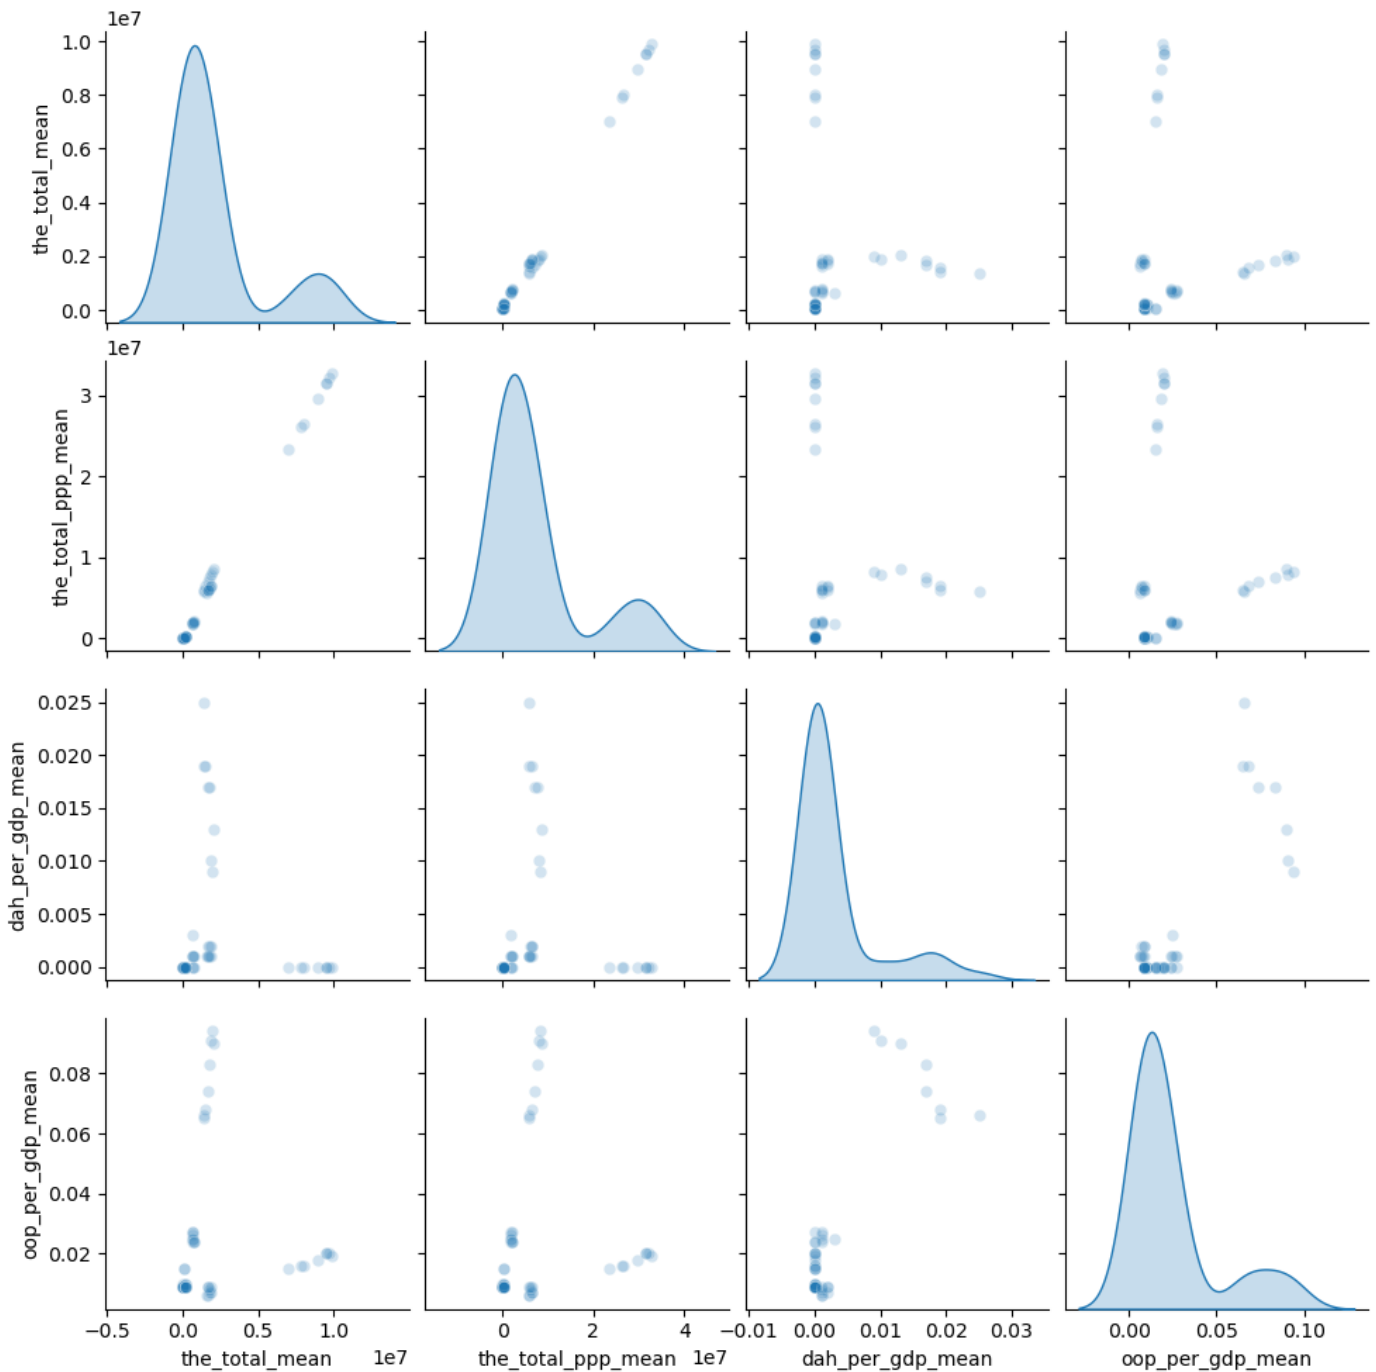 1e7
1.0
0.8
0.6
0.4
0.2
0.0
the_total_mean
1e7
3
2
1
0
the_total_ppp_mean
0.025
0.020
0.015
0.010
0.005
0.000
dah_per_gdp_mean
0.08
0.06
0.04
0.02
oop_per_gdp_mean
−0.5 0.0 0.5 1.0
the_total_mean 1e7
0 2 4
the_total_ppp_mean 1e7
−0.01 0.00 0.01 0.02 0.03
dah_per_gdp_mean
0.00 0.05 0.10
oop_per_gdp_mean